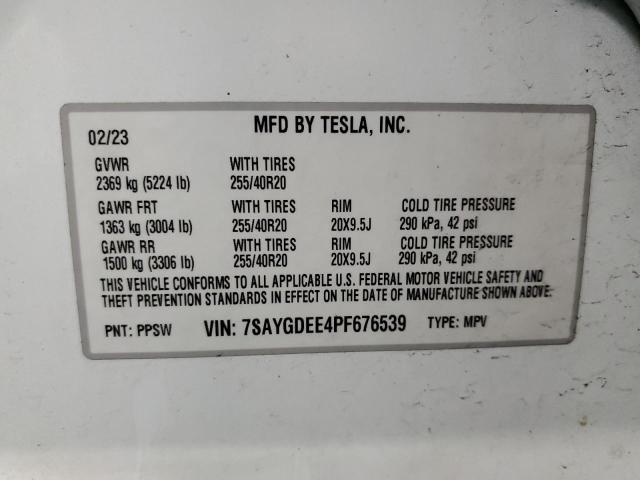 MFD BY TESLA, INC.
02/23
GVWR WITH TIRES
2369 kg (5224 lb) 255/40R20
GAWR FRT WITH TIRES RIM COLD TIRE PRESSURE
1363 kg (3004 lb) 255/40R20 20X9.5J 290 kPa, 42 psi
GAWR RR WITH TIRES RIM COLD TIRE PRESSURE
1500 kg (3306 lb) 255/40R20 20X9.5J 290 kPa, 42 psi
THIS VEHICLE CONFORMS TO ALL APPLICABLE U.S. FEDERAL MOTOR VEHICLE SAFETY AND
THEFT PREVENTION STANDARDS IN EFFECT ON THE DATE OF MANUFACTURE SHOWN ABOVE.
PNT: PPSW VIN: 7SAYGDEE4PF676539 TYPE: MPV